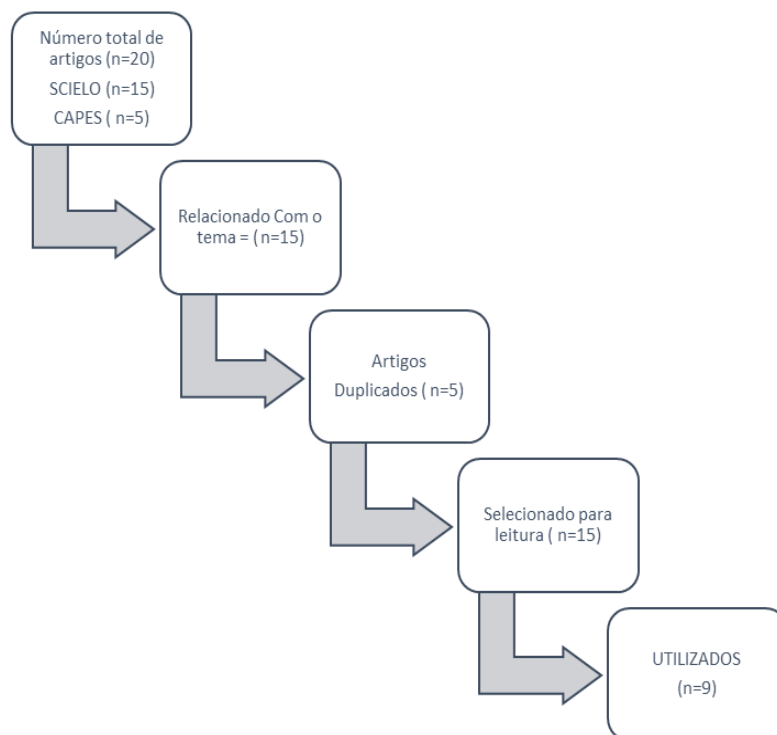 Número total de
artigos (n=20)
SCIELO (n=15)
CAPES ( n=5)
Relacionado Com o
tema = ( n=15)
Artigos
Duplicados ( n=5)
Selecionado para
leitura ( n=15)
UTILIZADOS
(n=9)